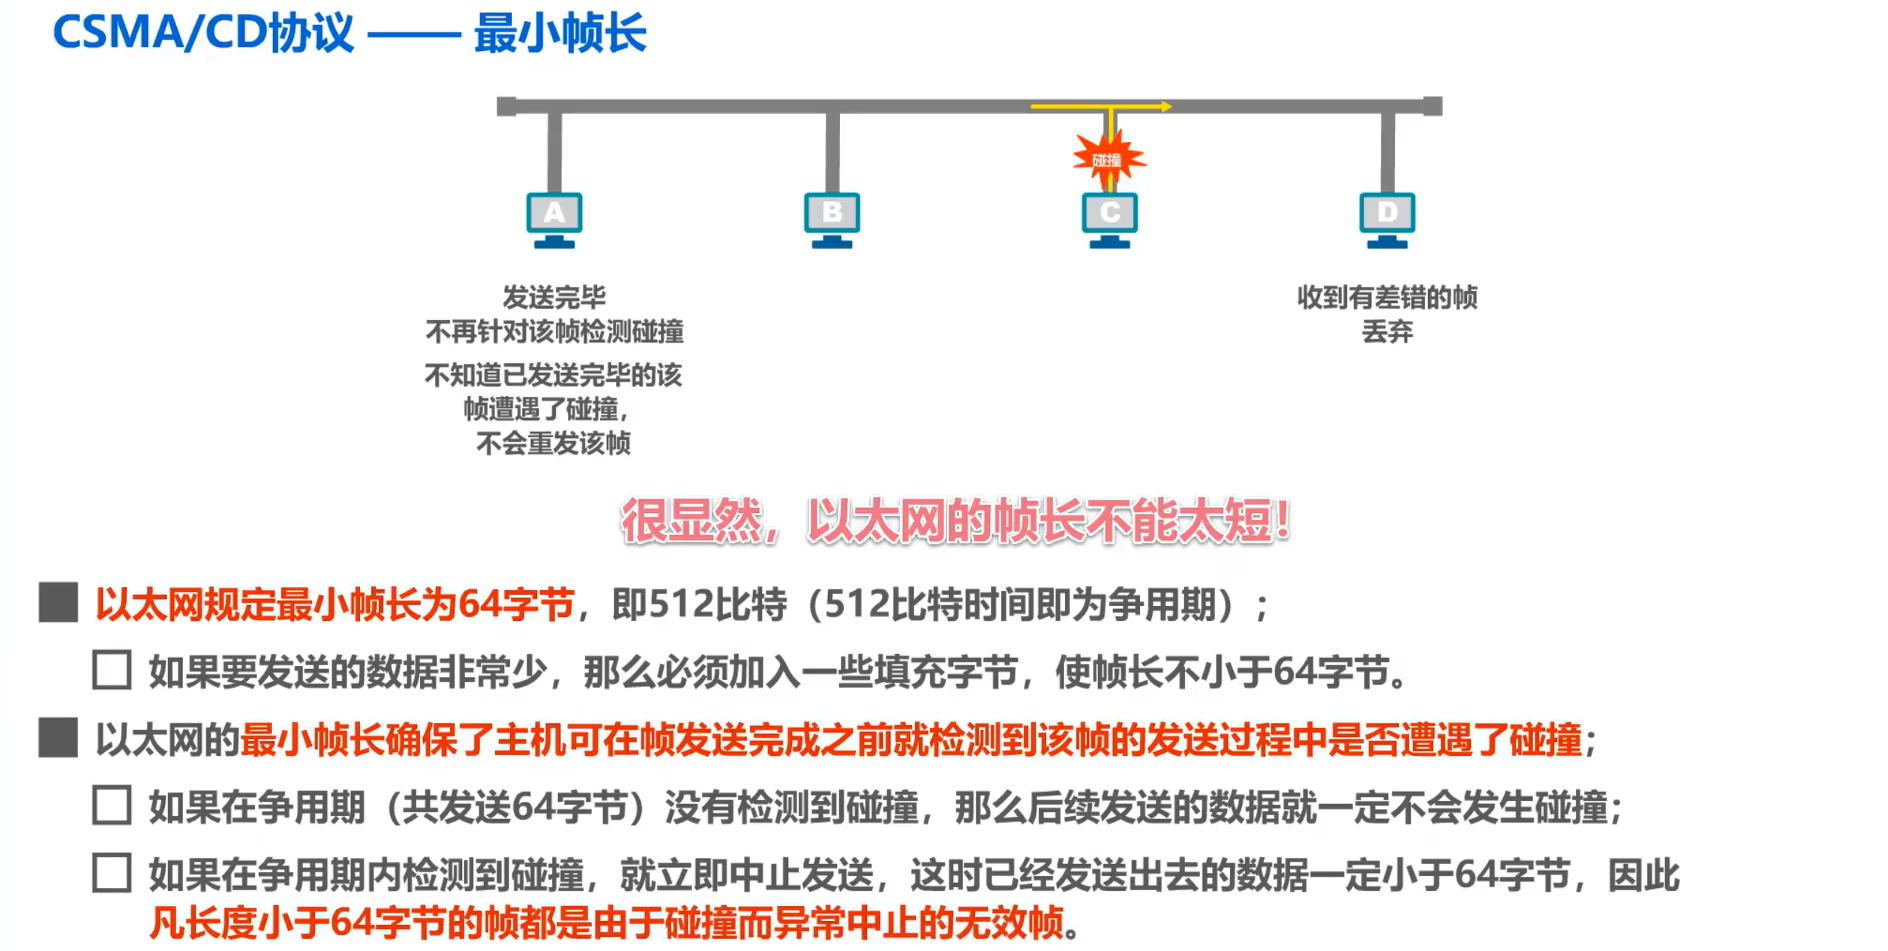 CSMA/CD协议 —— 最小帧长
碰撞
A
B
C
D
发送完毕
不再针对该帧检测碰撞
不知道已发送完毕的该
帧遭遇了碰撞，
不会重发该帧
收到有差错的帧
丢弃
很显然，以太网的帧长不能太短！
以太网规定最小帧长为64字节，即512比特（512比特时间即为争用期）；
如果要发送的数据非常少，那么必须加入一些填充字节，使帧长不小于64字节。
以太网的最小帧长确保了主机可在帧发送完成之前就检测到该帧的发送过程中是否遭遇了碰撞；
如果在争用期（共发送64字节）没有检测到碰撞，那么后续发送的数据就一定不会发生碰撞；
如果在争用期内检测到碰撞，就立即中止发送，这时已经发送出去的数据一定小于64字节，因此
凡长度小于64字节的帧都是由于碰撞而异常中止的无效帧。